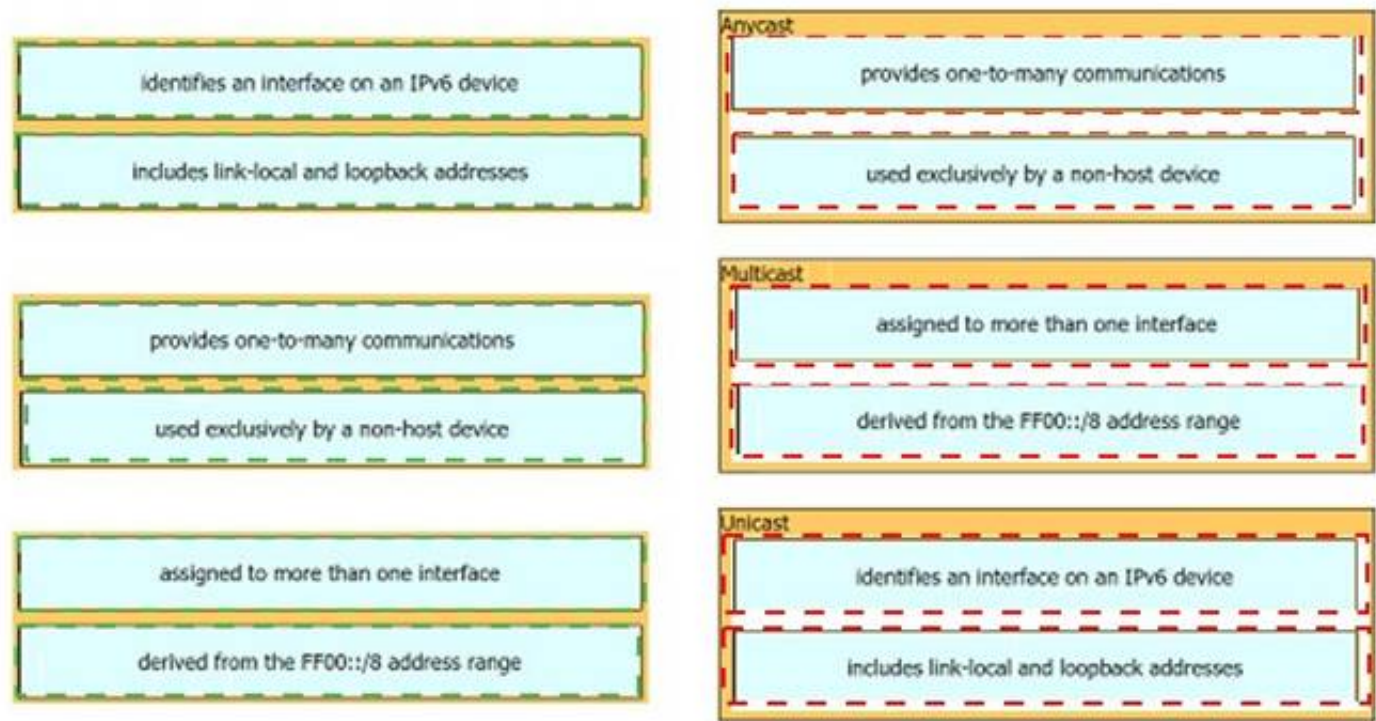 identifies an interface on an IPv6 device
includes link-local and loopback addresses
provides one-to-many communications
used exclusively by a non-host device
assigned to more than one interface
derived from the FF00::/8 address range
Anycast
provides one-to-many communications
used exclusively by a non-host device
Multicast
assigned to more than one interface
derived from the FF00::/8 address range
Unicast
identifies an interface on an IPv6 device
includes link-local and loopback addresses